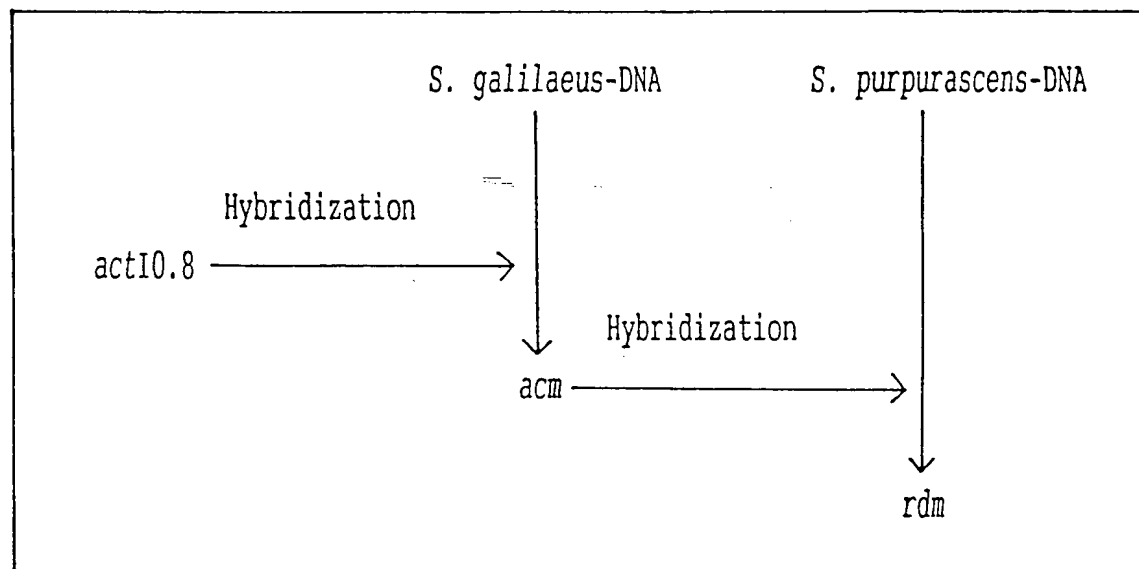 S. galilaeus-DNA
S. purpurascens-DNA
Hybridization
actI0.8
Hybridization
acm
rdm